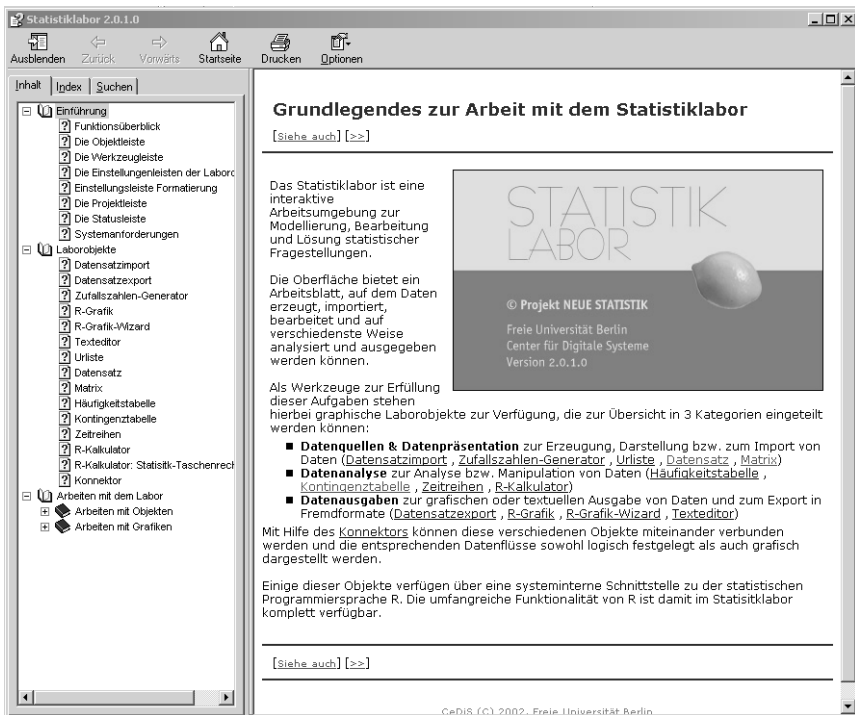 Statistiklabor 2.0.1.0
Ausblenden Zurück Vorwärts Startseite Drucken Optionen
Inhalt Index Suchen
Einführung
Funktionsüberblick
Die Objektleiste
Die Werkzeugleiste
Die Einstellungenleisten der Laborc
Einstellungsleiste Formatierung
Die Projektleiste
Die Statusleiste
Systemanforderungen
Laborobjekte
Datensatzimport
Datensatzexport
Zufallszahlen-Generator
R-Grafik
R-Grafik-Wizard
Texteditor
Urliste
Datensatz
Matrix
Häufigkeitstabelle
Kontingenztabelle
Zeitreihen
R-Kalkulator
R-Kalkulator: Statisitk-Taschenrech
Konnektor
Arbeiten mit dem Labor
Arbeiten mit Objekten
Arbeiten mit Grafiken
Grundlegendes zur Arbeit mit dem Statistiklabor
[Siehe auch] [>>]
Das Statistiklabor ist eine
interaktive
Arbeitsumgebung zur
Modellierung, Bearbeitung
und Lösung statistischer
Fragestellungen.
Die Oberfläche bietet ein
Arbeitsblatt, auf dem Daten
erzeugt, importiert,
bearbeitet und auf
verschiedenste Weise
analysiert und ausgegeben
werden können.
STATISTIK
LABOR
© Projekt NEUE STATISTIK
Freie Universität Berlin
Center für Digitale Systeme
Version 2.0.1.0
Als Werkzeuge zur Erfüllung
dieser Aufgaben stehen
hierbei graphische Laborobjekte zur Verfügung, die zur Übersicht in 3 Kategorien eingeteilt
werden können:
■ Datenquellen & Datenpräsentation zur Erzeugung, Darstellung bzw. zum Import von
Daten (Datensatzimport , Zufallszahlen-Generator , Urliste , Datensatz , Matrix)
■ Datenanalyse zur Analyse bzw. Manipulation von Daten (Häufigkeitstabelle ,
Kontingenztabelle , Zeitreihen , R-Kalkulator)
■ Datenausgaben zur grafischen oder textuellen Ausgabe von Daten und zum Export in
Fremdformate (Datensatzexport , R-Grafik , R-Grafik-Wizard , Texteditor)
Mit Hilfe des Konnektors können diese verschiedenen Objekte miteinander verbunden
werden und die entsprechenden Datenflüsse sowohl logisch festgelegt als auch grafisch
dargestellt werden.
Einige dieser Objekte verfügen über eine systeminterne Schnittstelle zu der statistischen
Programmiersprache R. Die umfangreiche Funktionalität von R ist damit im Statisitklabor
komplett verfügbar.
[Siehe auch] [>>]
CeDiS (C) 2002, Freie Universität Berlin